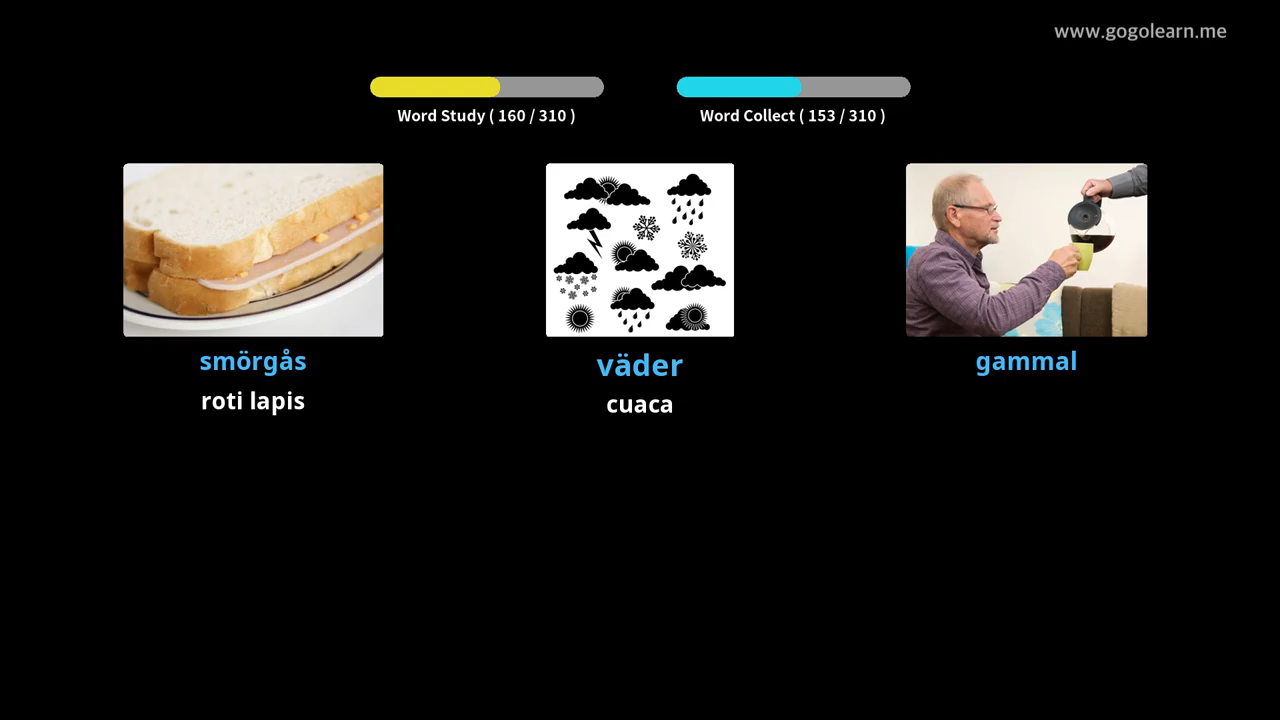 www.gogolearn.me
Word Study ( 160 / 310 )
Word Collect ( 153 / 310 )
smörgås
väder
gammal
roti lapis
cuaca